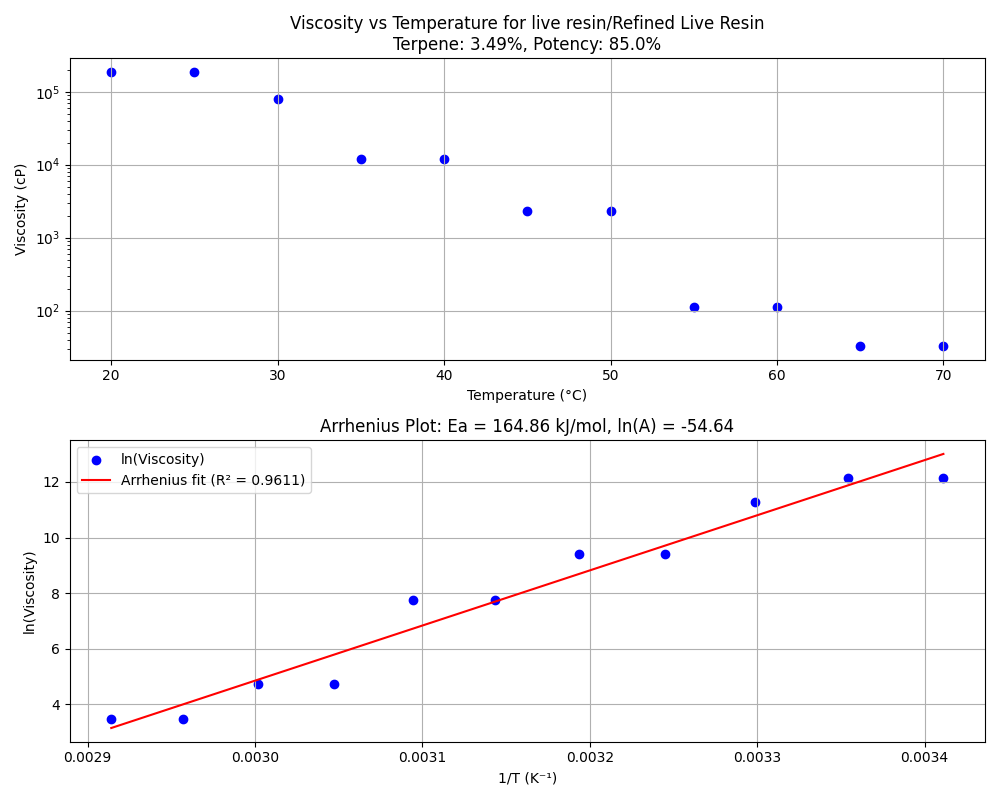 Viscosity vs Temperature for live resin/Refined Live Resin
Terpene: 3.49%, Potency: 85.0%
Viscosity (cP)
10⁵
10⁴
10³
10²
20 30 40 50 60 70
Temperature (°C)
Arrhenius Plot: Ea = 164.86 kJ/mol, ln(A) = -54.64
ln(Viscosity)
Arrhenius fit (R² = 0.9611)
ln(Viscosity)
12
10
8
6
4
0.0029 0.0030 0.0031 0.0032 0.0033 0.0034
1/T (K⁻¹)